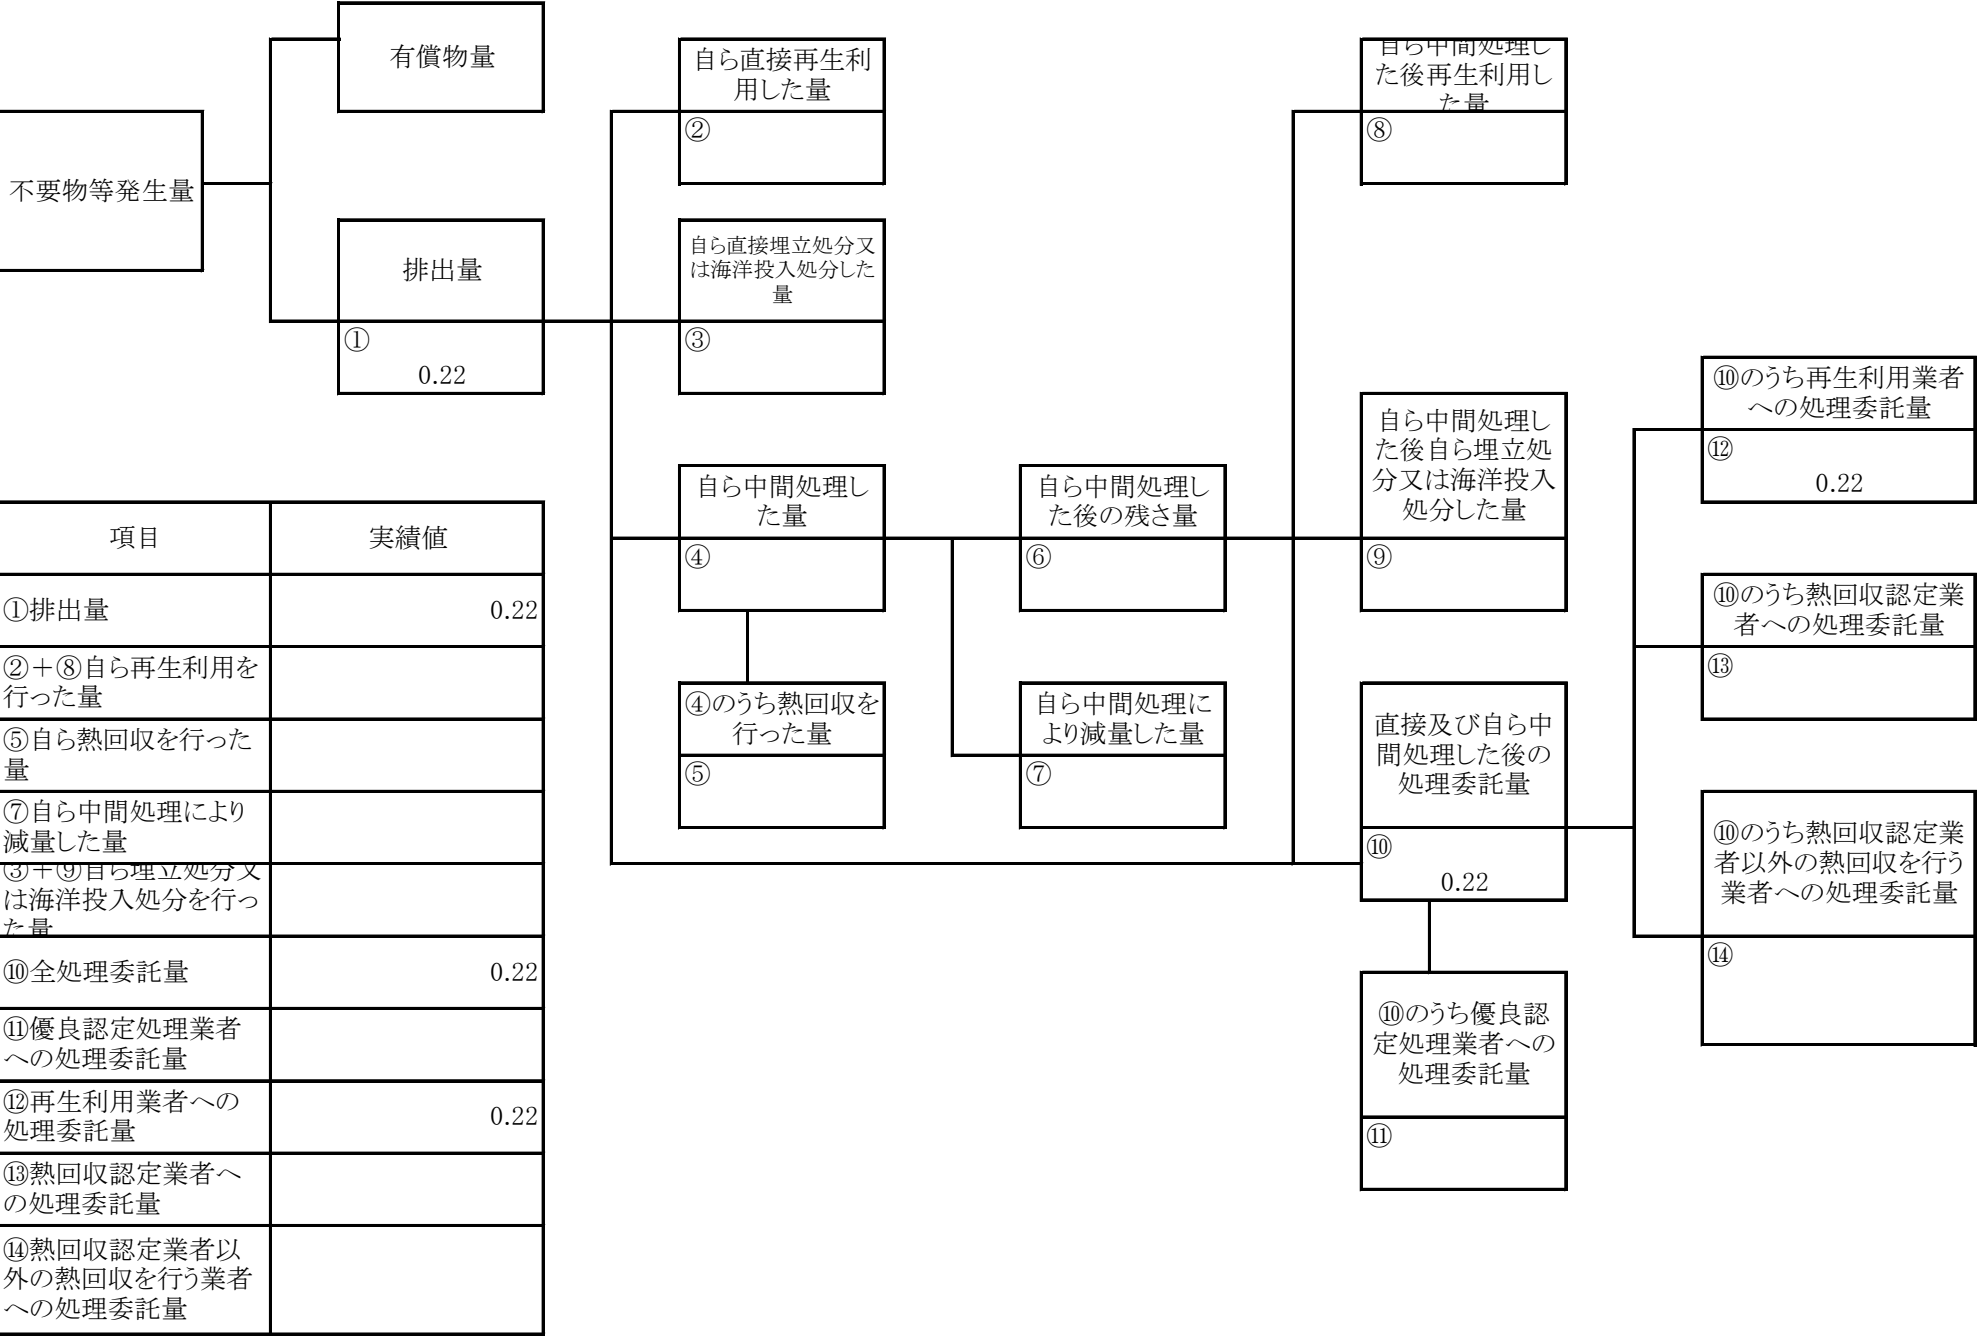 有償物量
不要物等発生量
排出量
①
0.22
自ら直接再生利
用した量
②
自ら直接埋立処分又
は海洋投入処分した
量
③
自ら中間処理し
た量
④
④のうち熱回収を
行った量
⑤
自ら中間処理し
た後の残さ量
⑥
自ら中間処理に
より減量した量
⑦
自ら中間処理し
た後再生利用し
た量
⑧
自ら中間処理し
た後自ら埋立処
分又は海洋投入
処分した量
⑨
直接及び自ら中
間処理した後の
処理委託量
⑩
0.22
⑩のうち優良認
定処理業者への
処理委託量
⑪
⑩のうち再生利用業者
への処理委託量
⑫
0.22
⑩のうち熱回収認定業
者への処理委託量
⑬
⑩のうち熱回収認定業
者以外の熱回収を行う
業者への処理委託量
⑭
項目 実績値
①排出量 0.22
②＋⑧自ら再生利用を
行った量
⑤自ら熱回収を行った
量
⑦自ら中間処理により
減量した量
③＋⑨自ら埋立処分又
は海洋投入処分を行っ
た量
⑩全処理委託量 0.22
⑪優良認定処理業者
への処理委託量
⑫再生利用業者への
処理委託量 0.22
⑬熱回収認定業者へ
の処理委託量
⑭熱回収認定業者以
外の熱回収を行う業者
への処理委託量